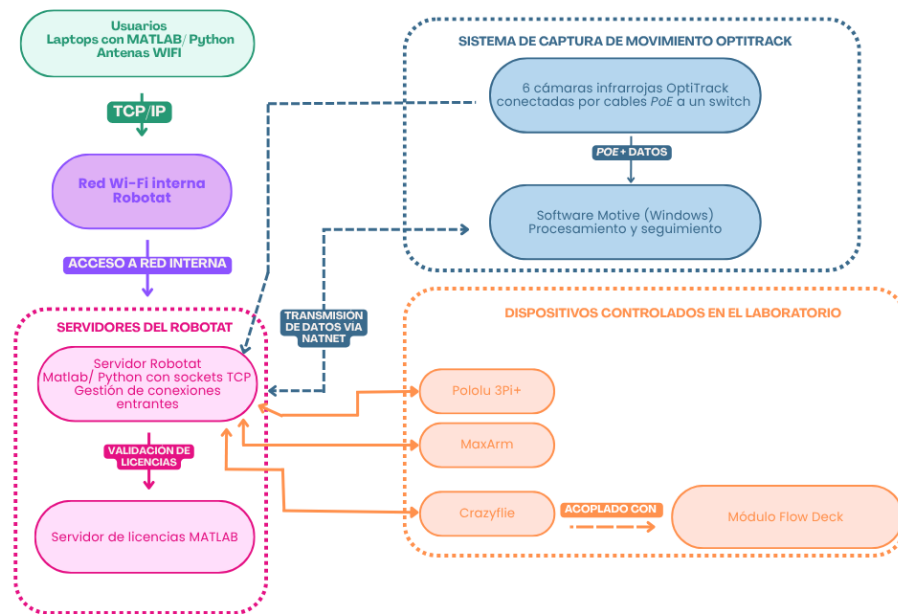 Usuarios
Laptops con MATLAB/ Python
Antenas WIFI
TCP/IP
Red Wi-Fi interna
Robotat
ACCESO A RED INTERNA
SERVIDORES DEL ROBOTAT
Servidor Robotat
Matlab/ Python con sockets TCP
Gestión de conexiones
entrantes
VALIDACION DE
LICENCIAS
Servidor de licencias MATLAB
SISTEMA DE CAPTURA DE MOVIMIENTO OPTITRACK
6 cámaras infrarrojas OptiTrack
conectadas por cables PoE a un switch
POE + DATOS
Software Motive (Windows)
Procesamiento y seguimiento
TRANSMISIÓN
DE DATOS VIA
NATNET
DISPOSITIVOS CONTROLADOS EN EL LABORATORIO
Pololu 3Pi+
MaxArm
Crazyflie
ACOPLADO CON
Módulo Flow Deck